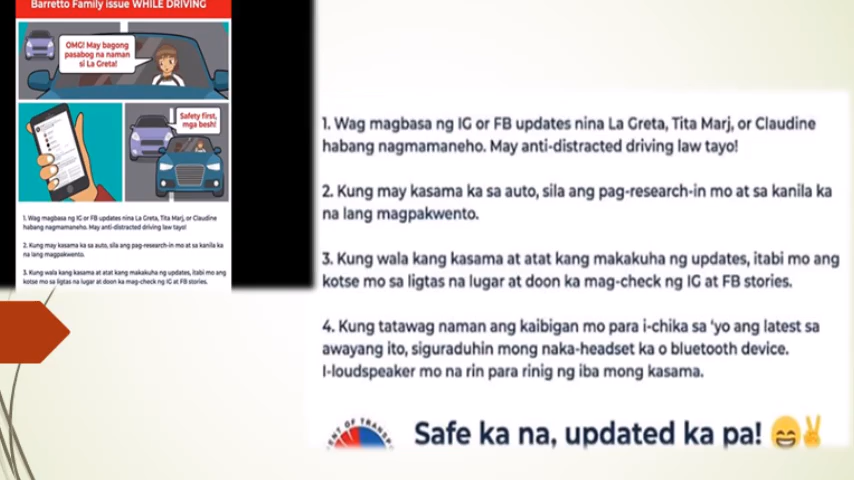 Barretto Family issue WHILE DRIVING
OMG! May bagong
pasabog na naman
si La Greta!
Safety first,
mga besh!
1. Wag magbasa ng IG or FB updates nina La Greta, Tita Marj, or Claudine
habang nagmamaneho. May anti-distracted driving law tayo!
2. Kung may kasama ka sa auto, sila ang pag-research-in mo at sa kanila ka
na lang magpakwento.
3. Kung wala kang kasama at atat kang makakuha ng updates, itabi mo ang
kotse mo sa ligtas na lugar at doon ka mag-check ng IG at FB stories.
1. Wag magbasa ng IG or FB updates nina La Greta, Tita Marj, or Claudine
habang nagmamaneho. May anti-distracted driving law tayo!
2. Kung may kasama ka sa auto, sila ang pag-research-in mo at sa kanila ka
na lang magpakwento.
3. Kung wala kang kasama at atat kang makakuha ng updates, itabi mo ang
kotse mo sa ligtas na lugar at doon ka mag-check ng IG at FB stories.
4. Kung tatawag naman ang kaibigan mo para i-chika sa 'yo ang latest sa
awayang ito, siguraduhin mong naka-headset ka o bluetooth device.
I-loudspeaker mo na rin para rinig ng iba mong kasama.
OF
Safe ka na, updated ka pa! 😄✌